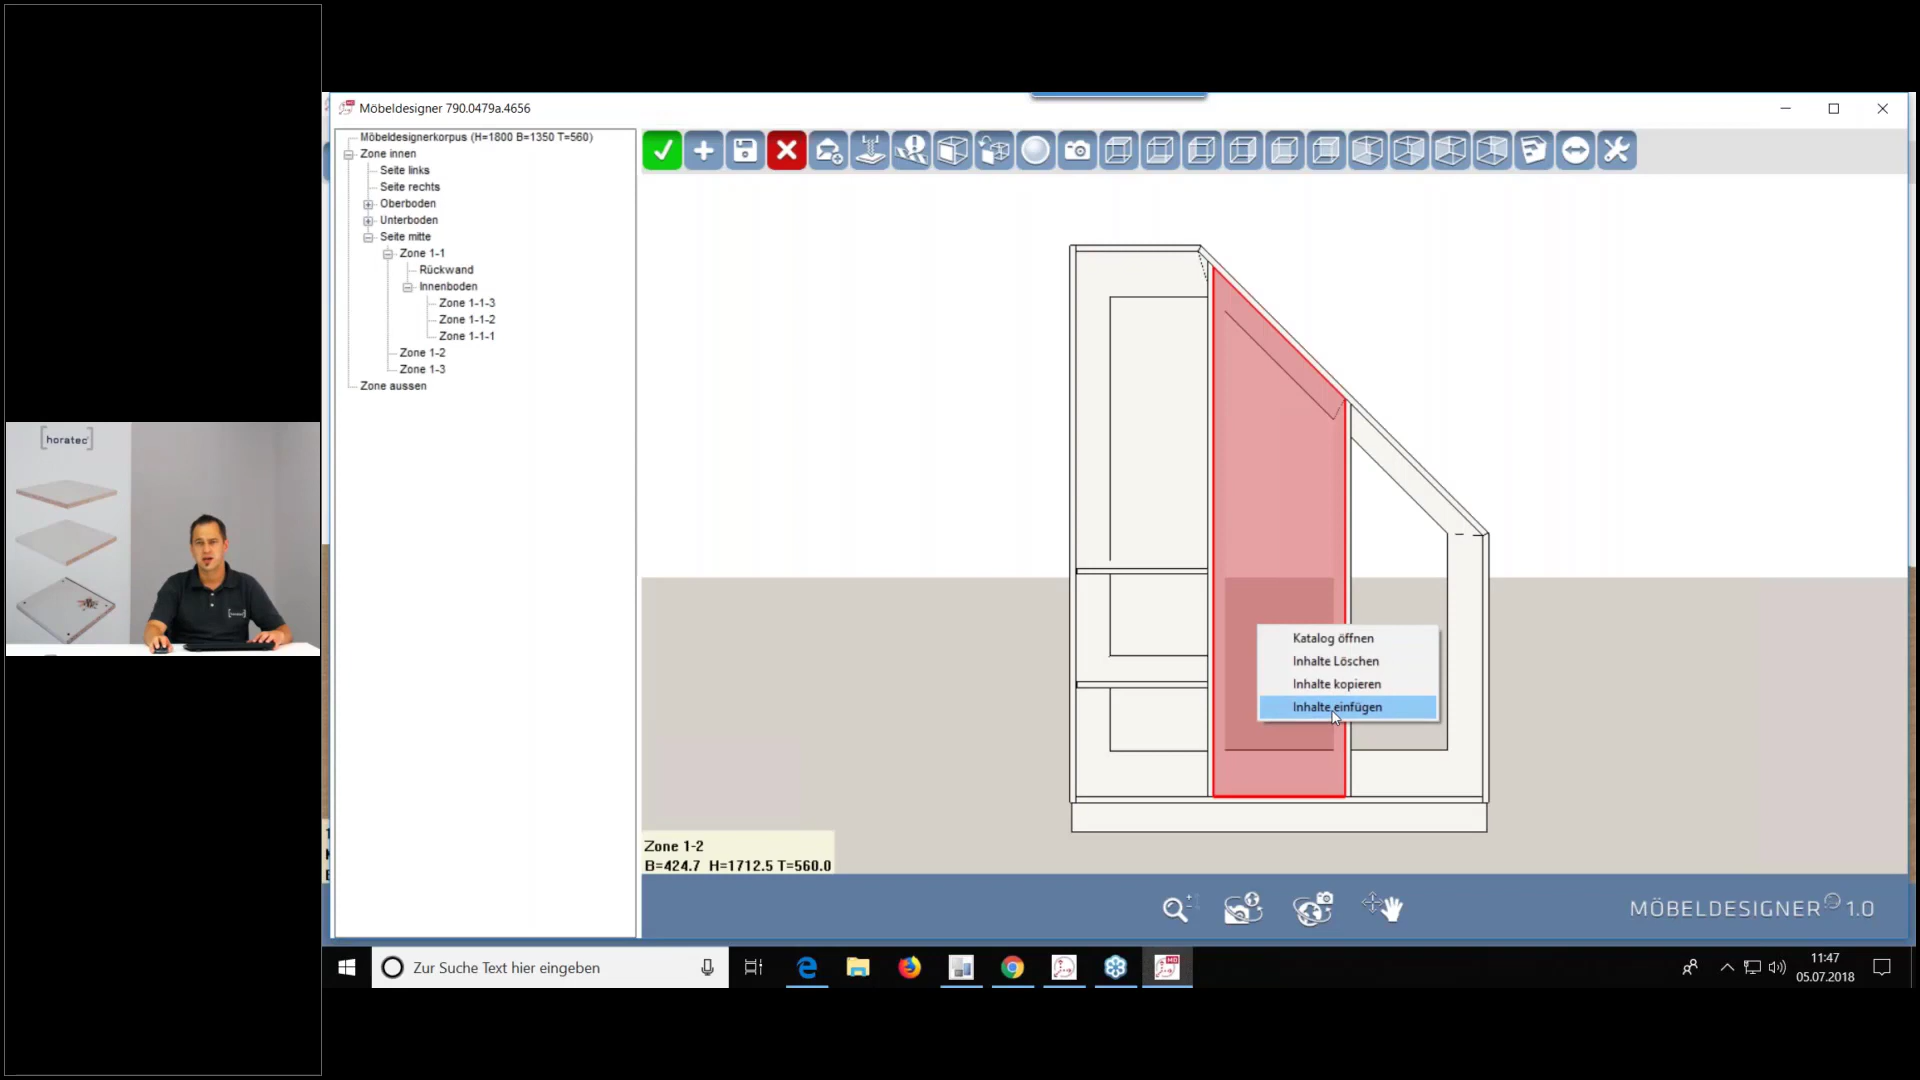 Möbeldesigner 790.0479a.4656
Möbeldesignerkorpus (H=1800 B=1350 T=560)
Zone innen
Seite links
Seite rechts
Oberboden
Unterboden
Seite mitte
Zone 1-1
Rückwand
Innenboden
Zone 1-1-3
Zone 1-1-2
Zone 1-1-1
Zone 1-2
Zone 1-3
Zone aussen
[horatec]
Katalog öffnen
Inhalte Löschen
Inhalte kopieren
Inhalte einfügen
Zone 1-2
B=424.7 H=1712.5 T=560.0
MÖBELDESIGNER 1.0
Zur Suche Text hier eingeben
11:47
05.07.2018